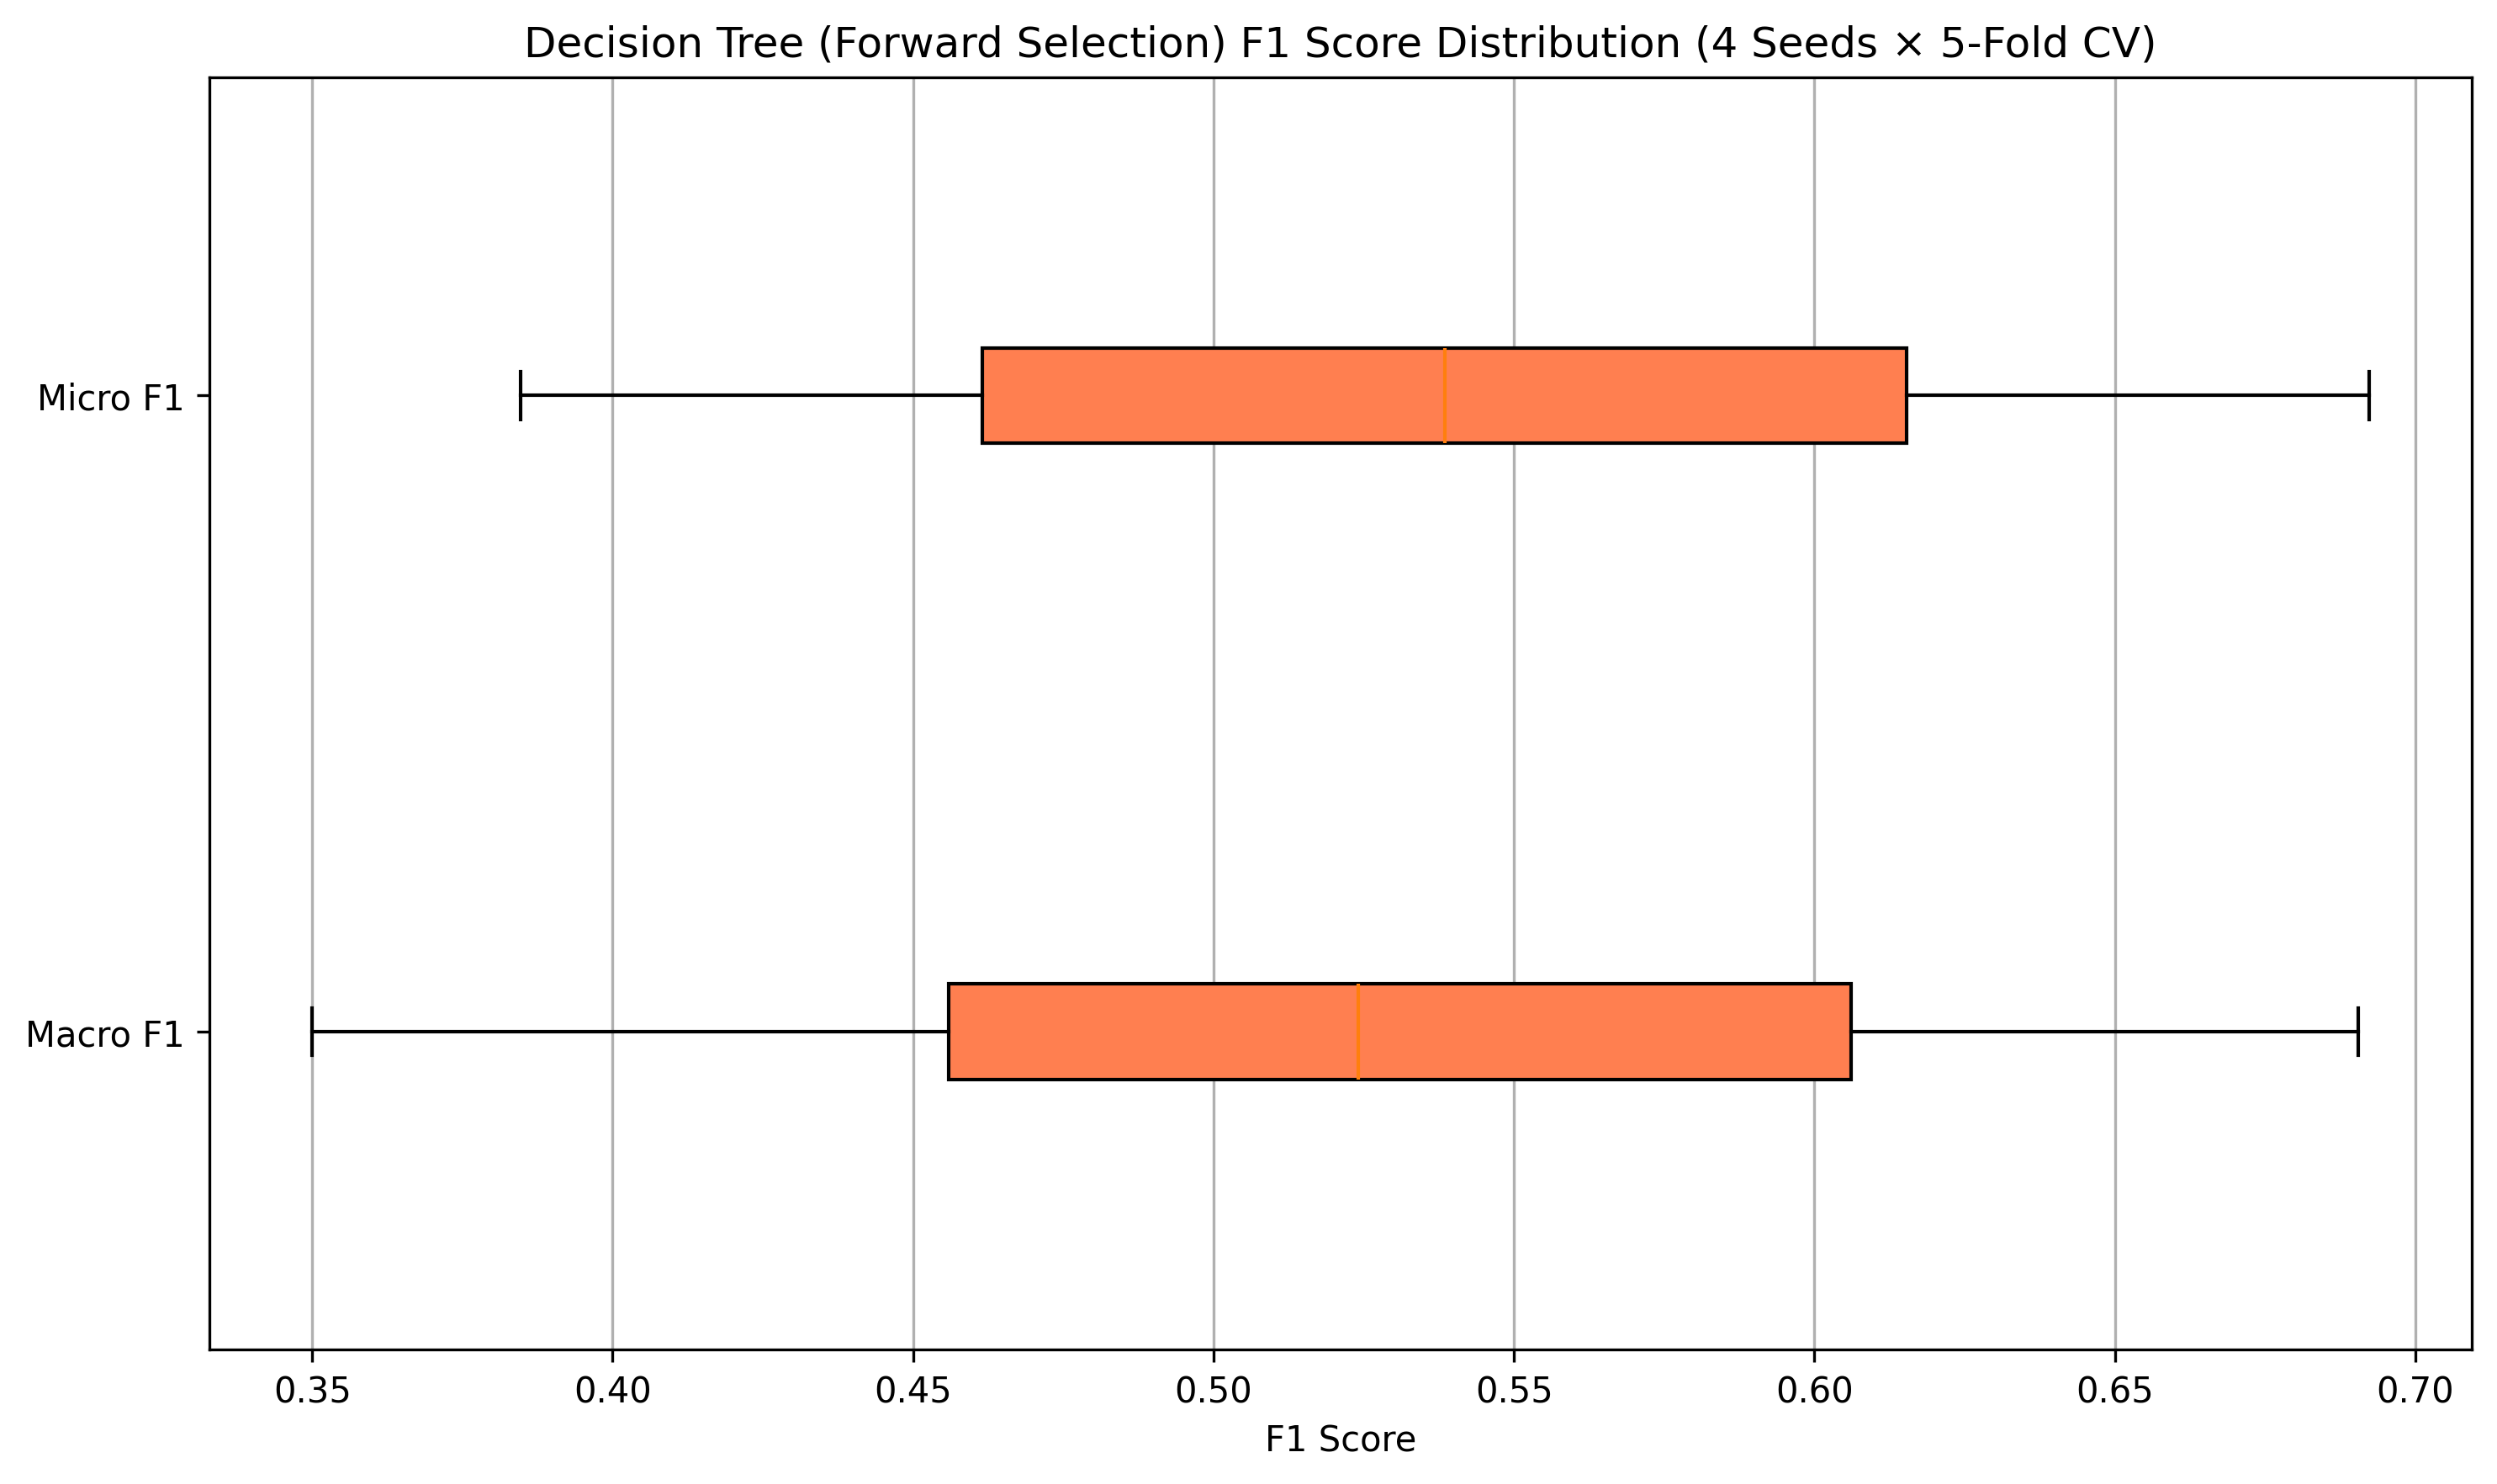 Decision Tree (Forward Selection) F1 Score Distribution (4 Seeds × 5-Fold CV)
Micro F1
Macro F1
0.35 0.40 0.45 0.50 0.55 0.60 0.65 0.70
F1 Score